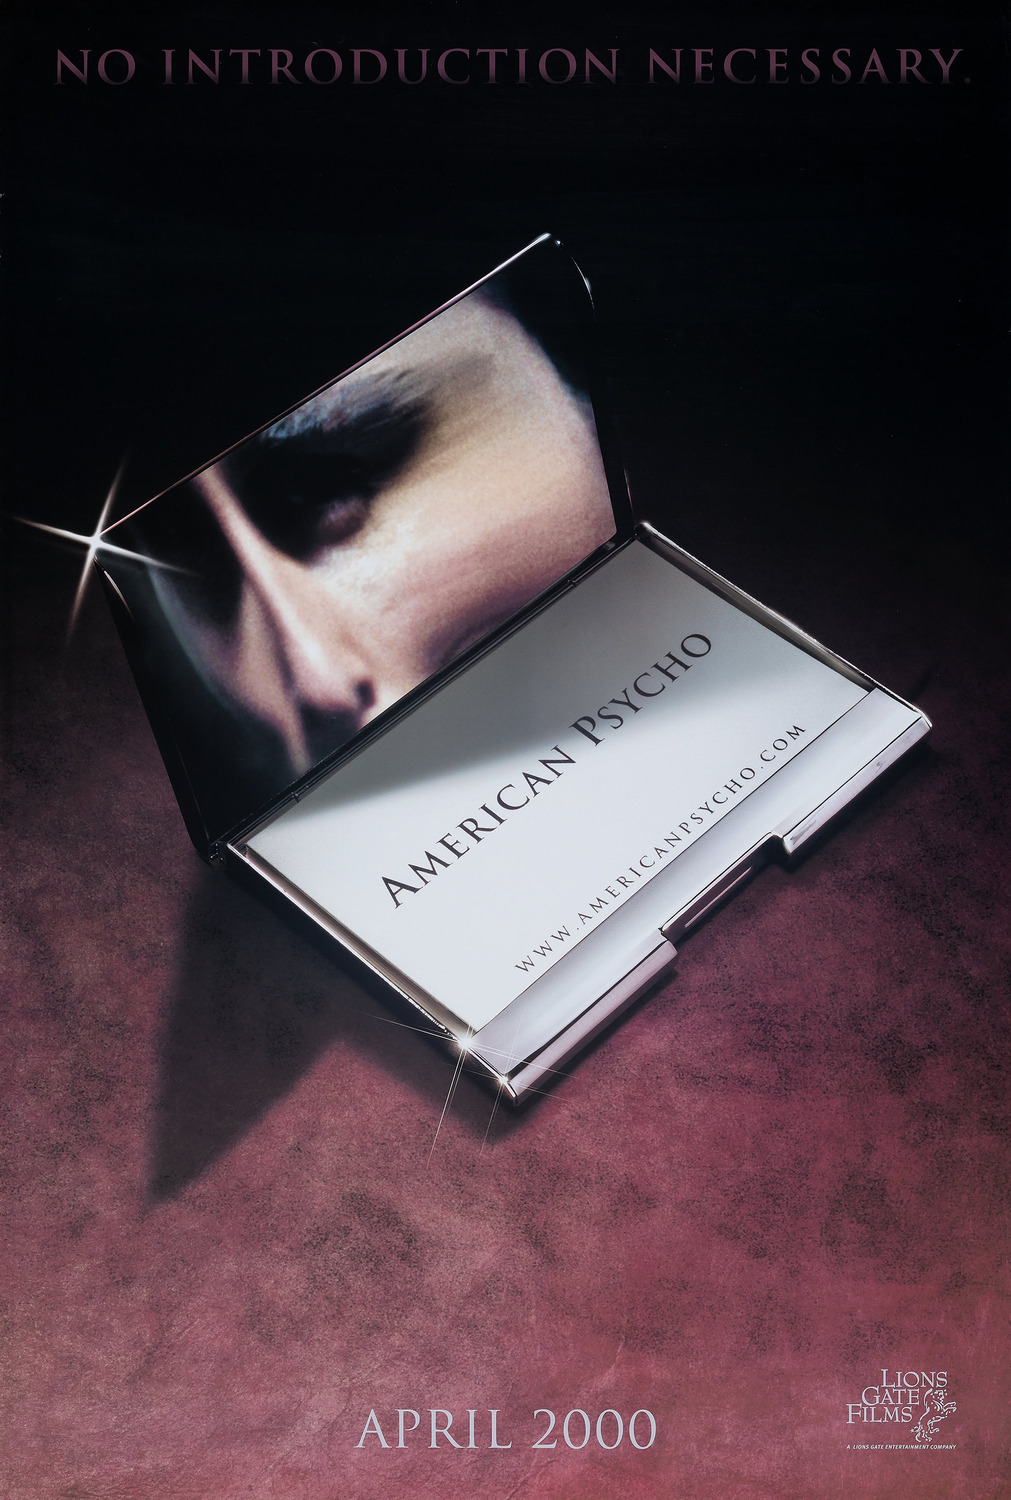 NO INTRODUCTION NECESSARY.
AMERICAN PSYCHO
WWW.AMERICANPSYCHO.COM
APRIL 2000
LIONS
GATE
FILMS
A LIONS GATE ENTERTAINMENT COMPANY